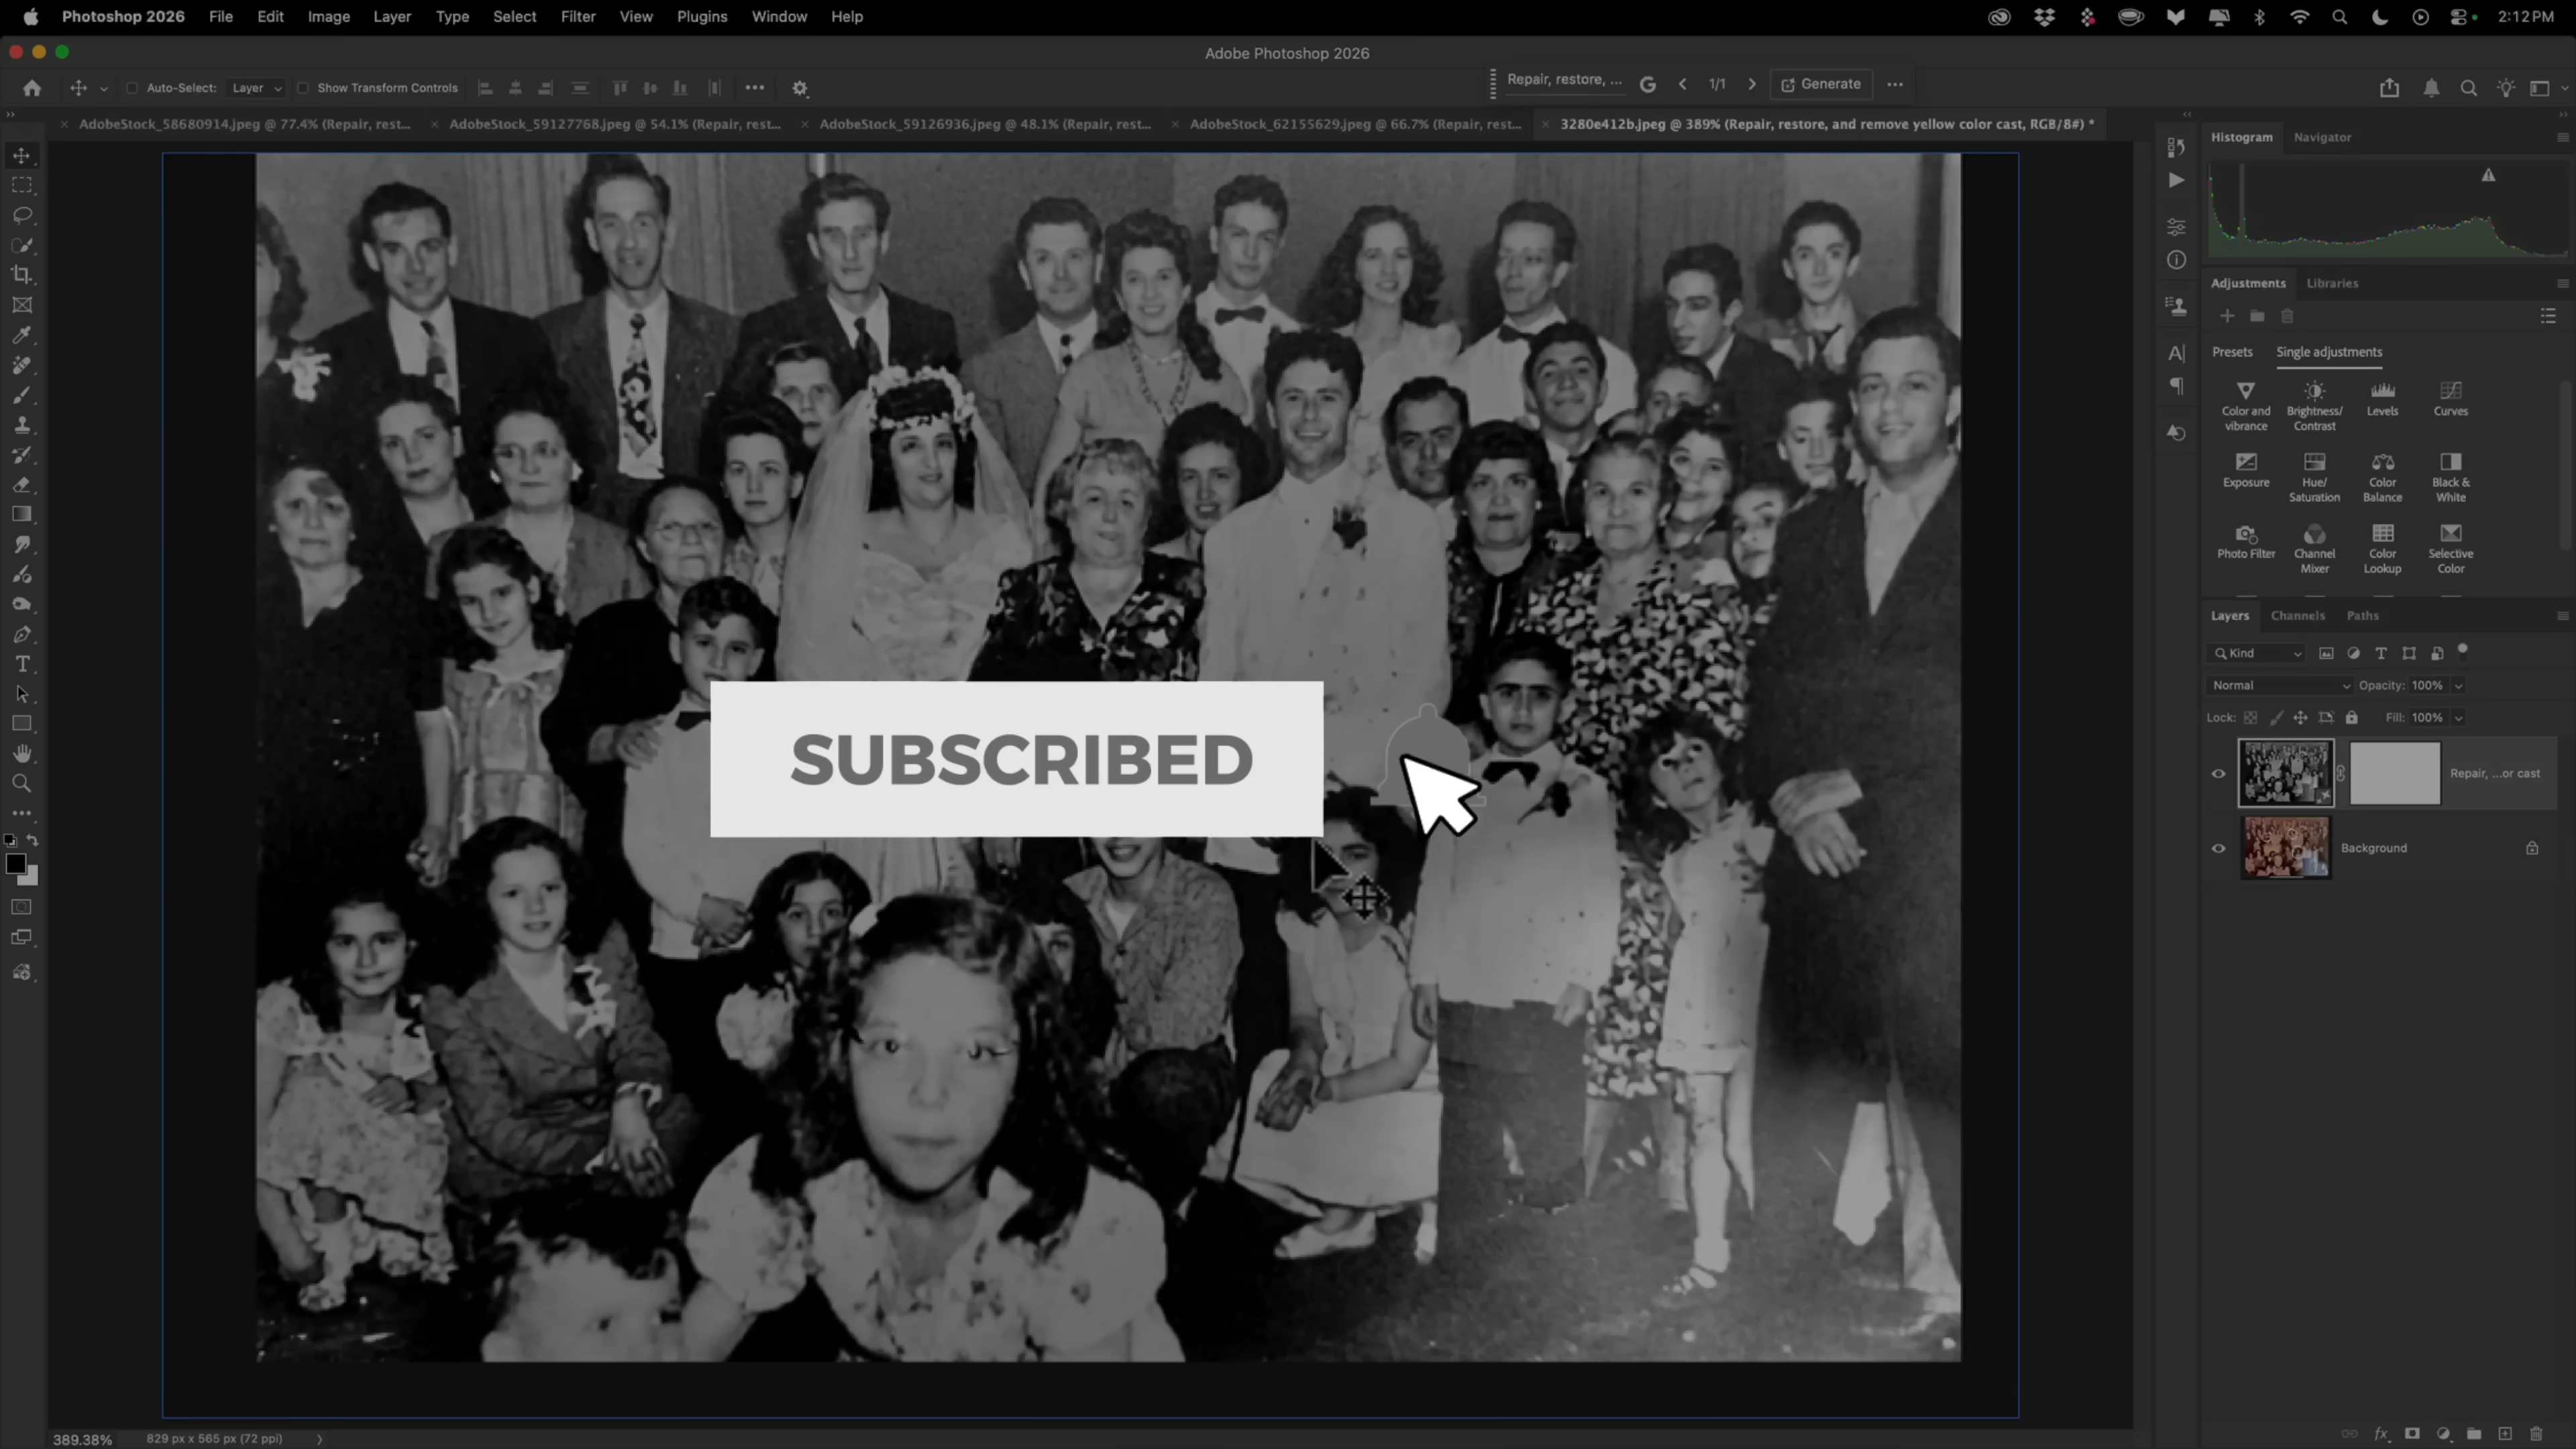 Photoshop 2026 File Edit Image Layer Type Select Filter View Plugins Window Help 2:12 PM
Adobe Photoshop 2026
Auto-Select: Layer Show Transform Controls Repair, restore, ... 1/1 Generate
AdobeStock_58680914.jpeg @ 77.4% (Repair, rest... AdobeStock_59127768.jpeg @ 54.1% (Repair, rest... AdobeStock_59126936.jpeg @ 48.1% (Repair, rest... AdobeStock_62155629.jpeg @ 66.7% (Repair, rest... 3280e412b.jpeg @ 389% (Repair, restore, and remove yellow color cast, RGB/8#) *
Histogram Navigator
Adjustments Libraries
Presets Single adjustments
Color and vibrance
Brightness/ Contrast
Levels
Curves
Exposure
Hue/ Saturation
Color Balance
Black & White
Photo Filter
Channel Mixer
Color Lookup
Selective Color
Layers Channels Paths
Kind
Normal Opacity: 100%
Lock: Fill: 100%
Repair, ...or cast
Background
SUBSCRIBED
389.38% 829 px x 565 px (72 ppi)